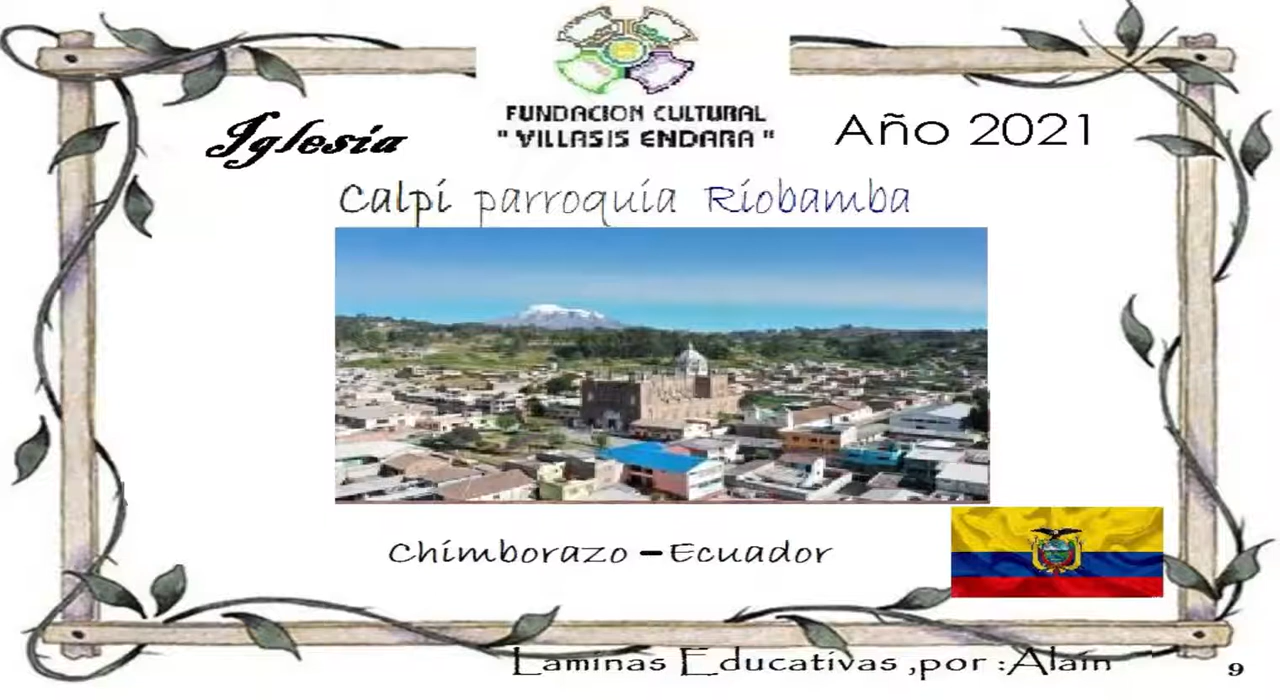 FUNDACION CULTURAL
" VILLASIS ENDARA "
Iglesia
Año 2021
Calpi parroquia Riobamba
Chimborazo – Ecuador
Laminas Educativas ,por :Alain
9